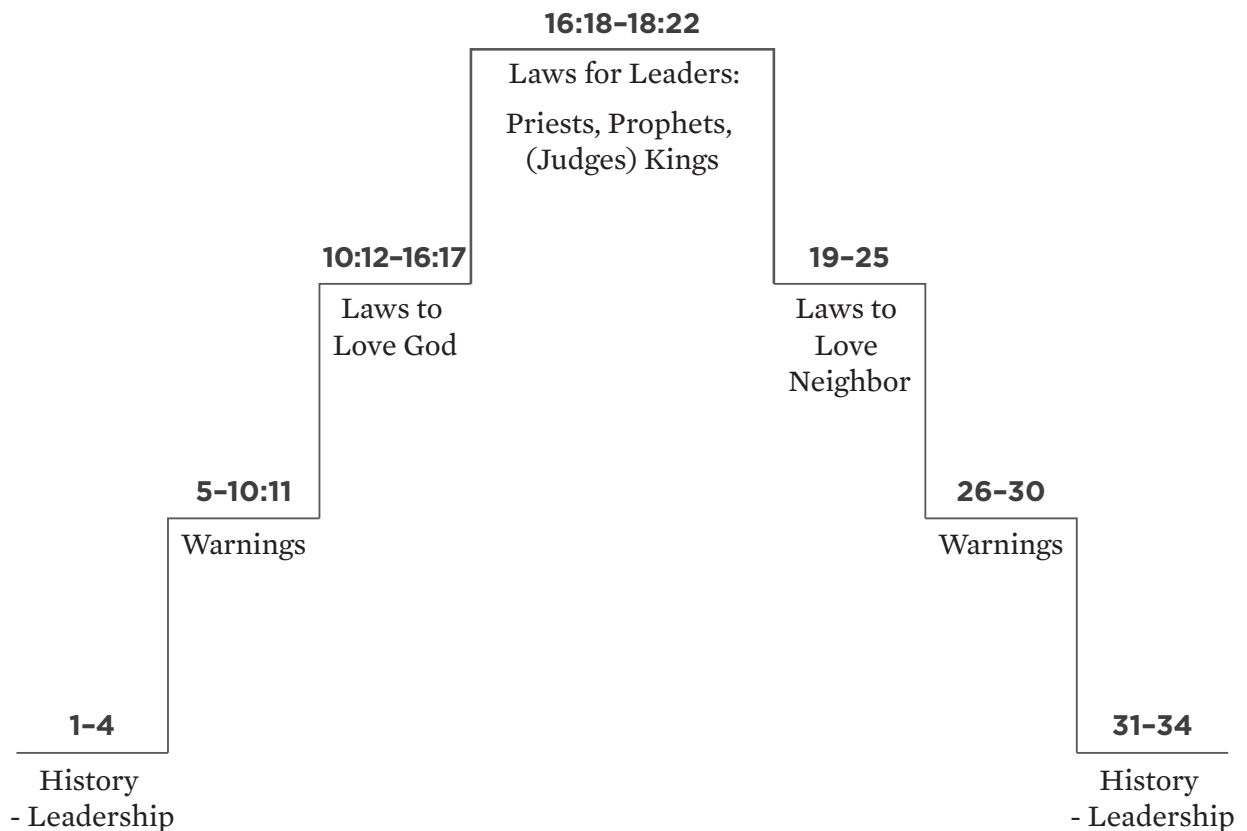 16:18–18:22
Laws for Leaders:
Priests, Prophets,
(Judges) Kings
10:12–16:17
Laws to
Love God
19–25
Laws to
Love
Neighbor
5–10:11
Warnings
26–30
Warnings
1–4
History
- Leadership
31–34
History
- Leadership